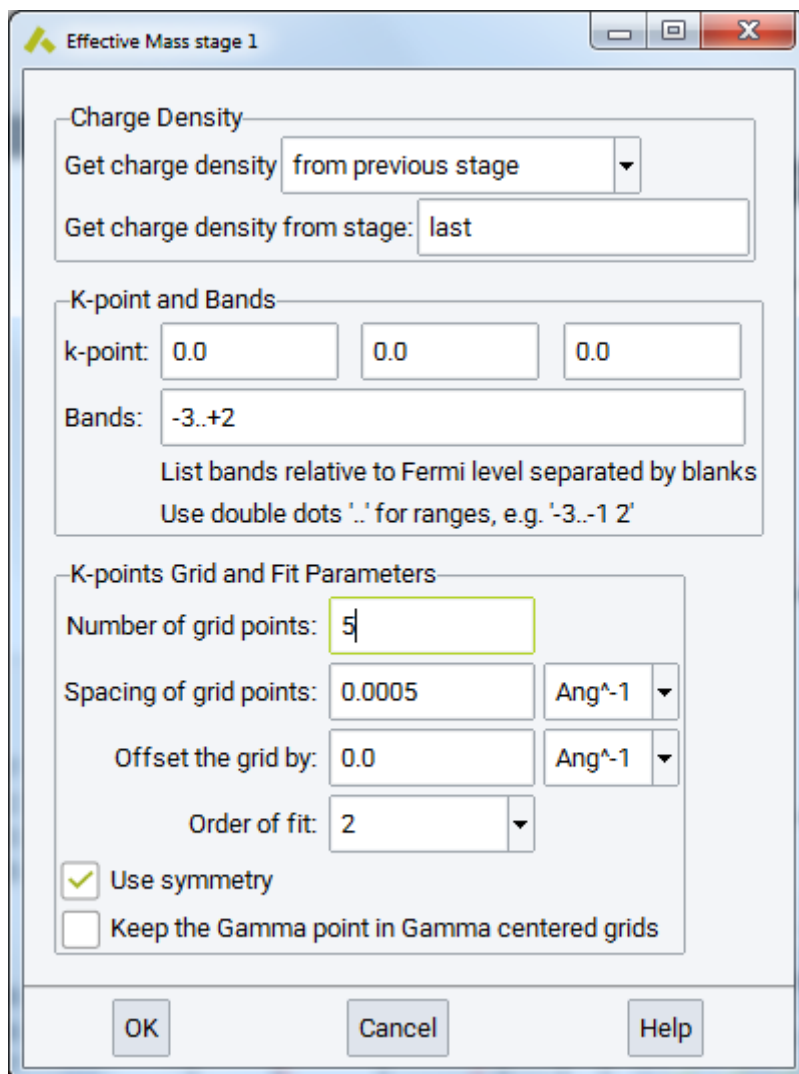 Effective Mass stage 1
Charge Density
Get charge density from previous stage
Get charge density from stage: last
K-point and Bands
k-point: 0.0 0.0 0.0
Bands: -3..+2
List bands relative to Fermi level separated by blanks
Use double dots '..' for ranges, e.g. '-3..-1 2'
K-points Grid and Fit Parameters
Number of grid points: 5
Spacing of grid points: 0.0005 Ang^-1
Offset the grid by: 0.0 Ang^-1
Order of fit: 2
Use symmetry
Keep the Gamma point in Gamma centered grids
OK Cancel Help